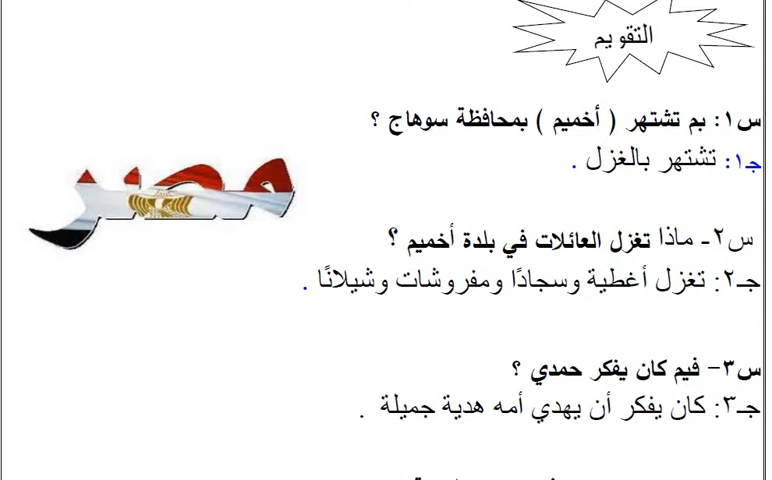 التقويم
س١: بم تشتهر ( أخميم ) بمحافظة سوهاج ؟
جـ١: تشتهر بالغزل .
مصر
س٢- ماذا تغزل العائلات في بلدة أخميم ؟
جـ٢: تغزل أغطية وسجادًا ومفروشات وشيلانًا .
س٣- فيم كان يفكر حمدي ؟
جـ٣: كان يفكر أن يهدي أمه هدية جميلة .